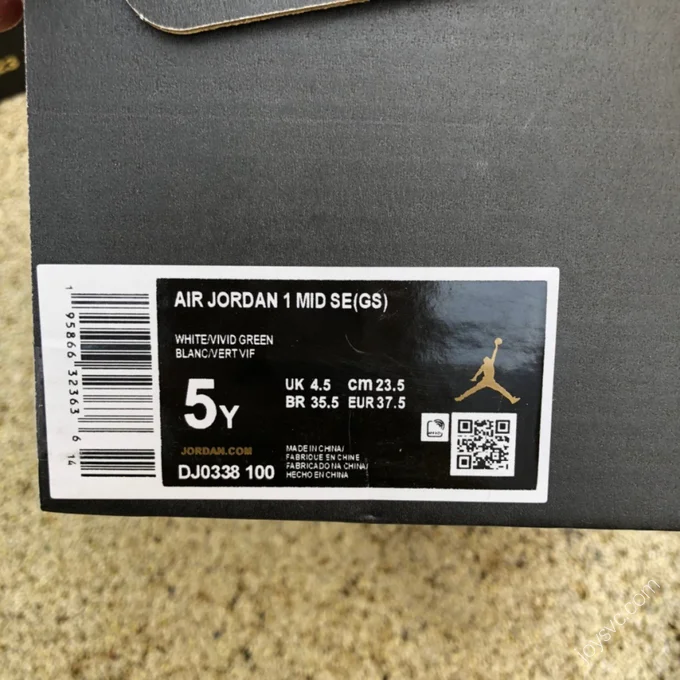 23
AIR JORDAN 1 MID SE(GS)
WHITE/VIVID GREEN
BLANC/VERT VIF
5Y
UK 4.5 cm 23.5
BR 35.5 EUR 37.5
JORDAN.COM
DJ0338 100
MADE IN CHINA/
FABRIQUE EN CHINE
FABRICADO NA CHINA/
HECHO EN CHINA
1 95866 32363 6 14